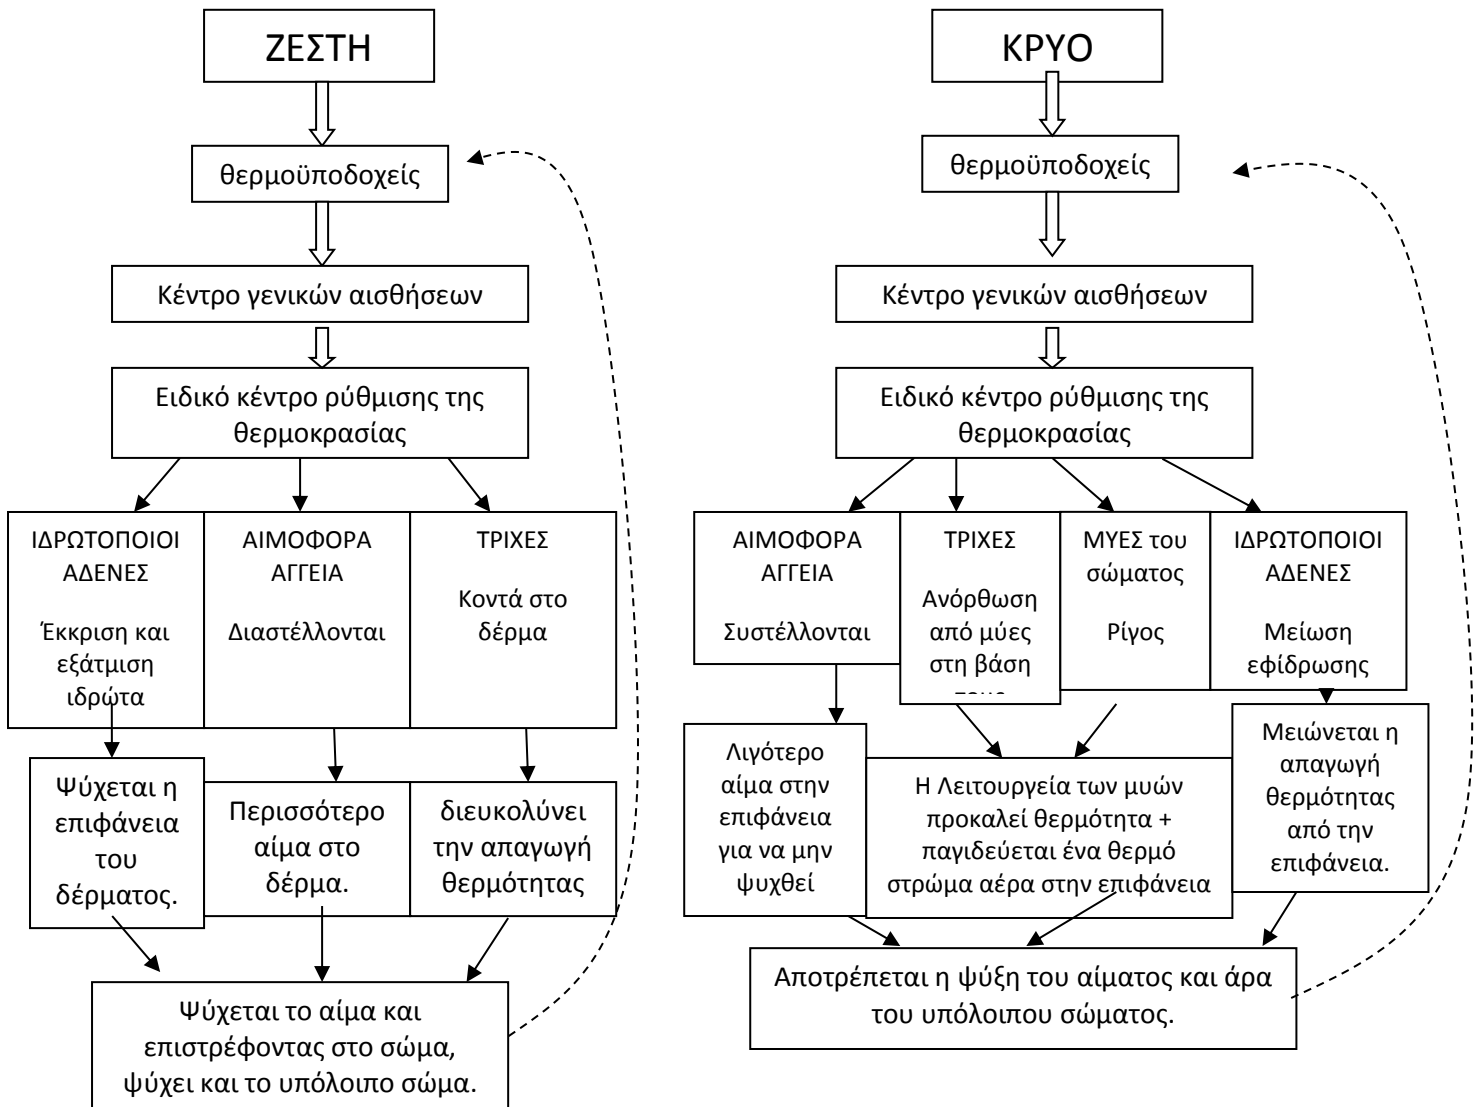 ΖΕΣΤΗ
θερμοϋποδοχείς
Κέντρο γενικών αισθήσεων
Ειδικό κέντρο ρύθμισης της
θερμοκρασίας
ΙΔΡΩΤΟΠΟΙΟΙ
ΑΔΕΝΕΣ
Έκκριση και
εξάτμιση
ιδρώτα
ΑΙΜΟΦΟΡΑ
ΑΓΓΕΙΑ
Διαστέλλονται
ΤΡΙΧΕΣ
Κοντά στο
δέρμα
Ψύχεται η
επιφάνεια
του
δέρματος.
Περισσότερο
αίμα στο
δέρμα.
διευκολύνει
την απαγωγή
θερμότητας
Ψύχεται το αίμα και
επιστρέφοντας στο σώμα,
ψύχει και το υπόλοιπο σώμα.
ΚΡΥΟ
θερμοϋποδοχείς
Κέντρο γενικών αισθήσεων
Ειδικό κέντρο ρύθμισης της
θερμοκρασίας
ΑΙΜΟΦΟΡΑ
ΑΓΓΕΙΑ
Συστέλλονται
ΤΡΙΧΕΣ
Ανόρθωση
από μύες
στη βάση
ΜΥΕΣ του
σώματος
Ρίγος
ΙΔΡΩΤΟΠΟΙΟΙ
ΑΔΕΝΕΣ
Μείωση
εφίδρωσης
Λιγότερο
αίμα στην
επιφάνεια
για να μην
ψυχθεί
Η Λειτουργεία των μυών
προκαλεί θερμότητα +
παγιδεύεται ένα θερμό
στρώμα αέρα στην επιφάνεια
Μειώνεται η
απαγωγή
θερμότητας
από την
επιφάνεια.
Αποτρέπεται η ψύξη του αίματος και άρα
του υπόλοιπου σώματος.